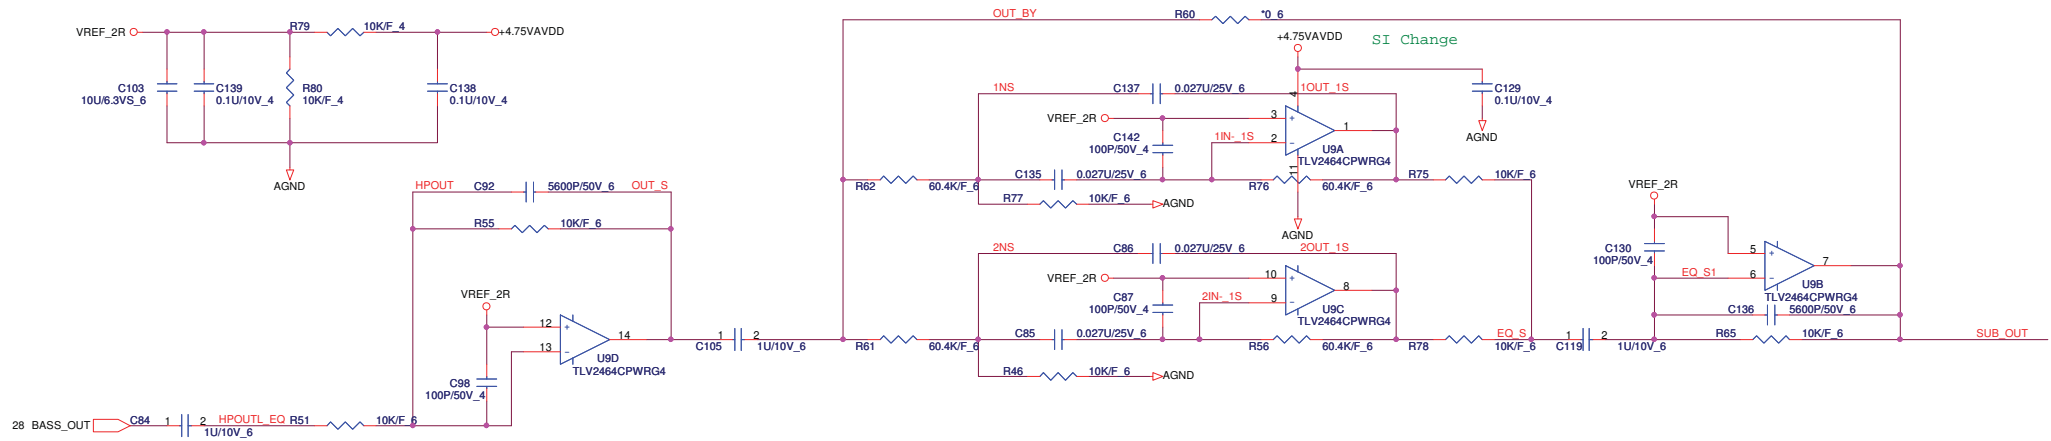 OUT_BY
R60
*0_6
VREF_2R
R79
10K/F_4
+4.75VAVDD
+4.75VAVDD
SI Change
C103
10U/6.3VS_6
C139
0.1U/10V_4
R80
10K/F_4
C138
0.1U/10V_4
AGND
1NS
C137
0.027U/25V_6
1OUT_1S
4
C129
0.1U/10V_4
AGND
VREF_2R
3
+
1
C142
100P/50V_4
1IN-_1S
2
-
U9A
TLV2464CPWRG4
11
R62
60.4K/F_6
C135
0.027U/25V_6
R76
60.4K/F_6
R75
10K/F_6
R77
10K/F_6
AGND
AGND
HPOUT
C92
5600P/50V_6
OUT_S
R55
10K/F_6
VREF_2R
12
+
14
13
-
U9D
TLV2464CPWRG4
C98
100P/50V_4
C105
1
2
1U/10V_6
28 BASS_OUT
C84
1
2
1U/10V_6
HPOUTL_EQ
R51
10K/F_6
2NS
C86
0.027U/25V_6
2OUT_1S
VREF_2R
10
+
8
C87
100P/50V_4
2IN-_1S
9
-
U9C
TLV2464CPWRG4
R61
60.4K/F_6
C85
0.027U/25V_6
R56
60.4K/F_6
R78
10K/F_6
EQ_S
R46
10K/F_6
AGND
C119
1
2
1U/10V_6
VREF_2R
C130
100P/50V_4
5
+
7
EQ_S1
6
-
U9B
TLV2464CPWRG4
C136
5600P/50V_6
R65
10K/F_6
SUB_OUT